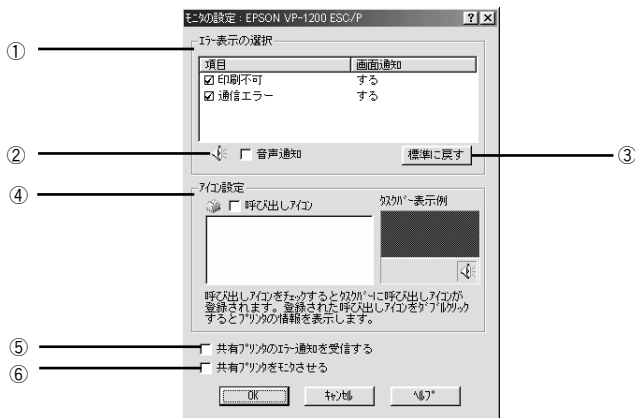 ﾓﾆﾀの設定 : EPSON VP-1200 ESC/P
① ｴﾗｰ表示の選択
項目 画面通知
印刷不可 する
通信エラー する
② 音声通知 標準に戻す ③
④ ｱｲｺﾝ設定
呼び出しｱｲｺﾝ ﾀｽｸﾊﾞｰ表示例
呼び出しｱｲｺﾝをﾁｪｯｸするとﾀｽｸﾊﾞｰに呼び出しｱｲｺﾝが
登録されます。登録された呼び出しｱｲｺﾝをﾀﾞﾌﾞﾙｸﾘｯｸ
するとﾌﾟﾘﾝﾀの情報を表示します。
⑤ 共有ﾌﾟﾘﾝﾀのｴﾗｰ通知を受信する
⑥ 共有ﾌﾟﾘﾝﾀをﾓﾆﾀさせる
OK ｷｬﾝｾﾙ ﾍﾙﾌﾟ